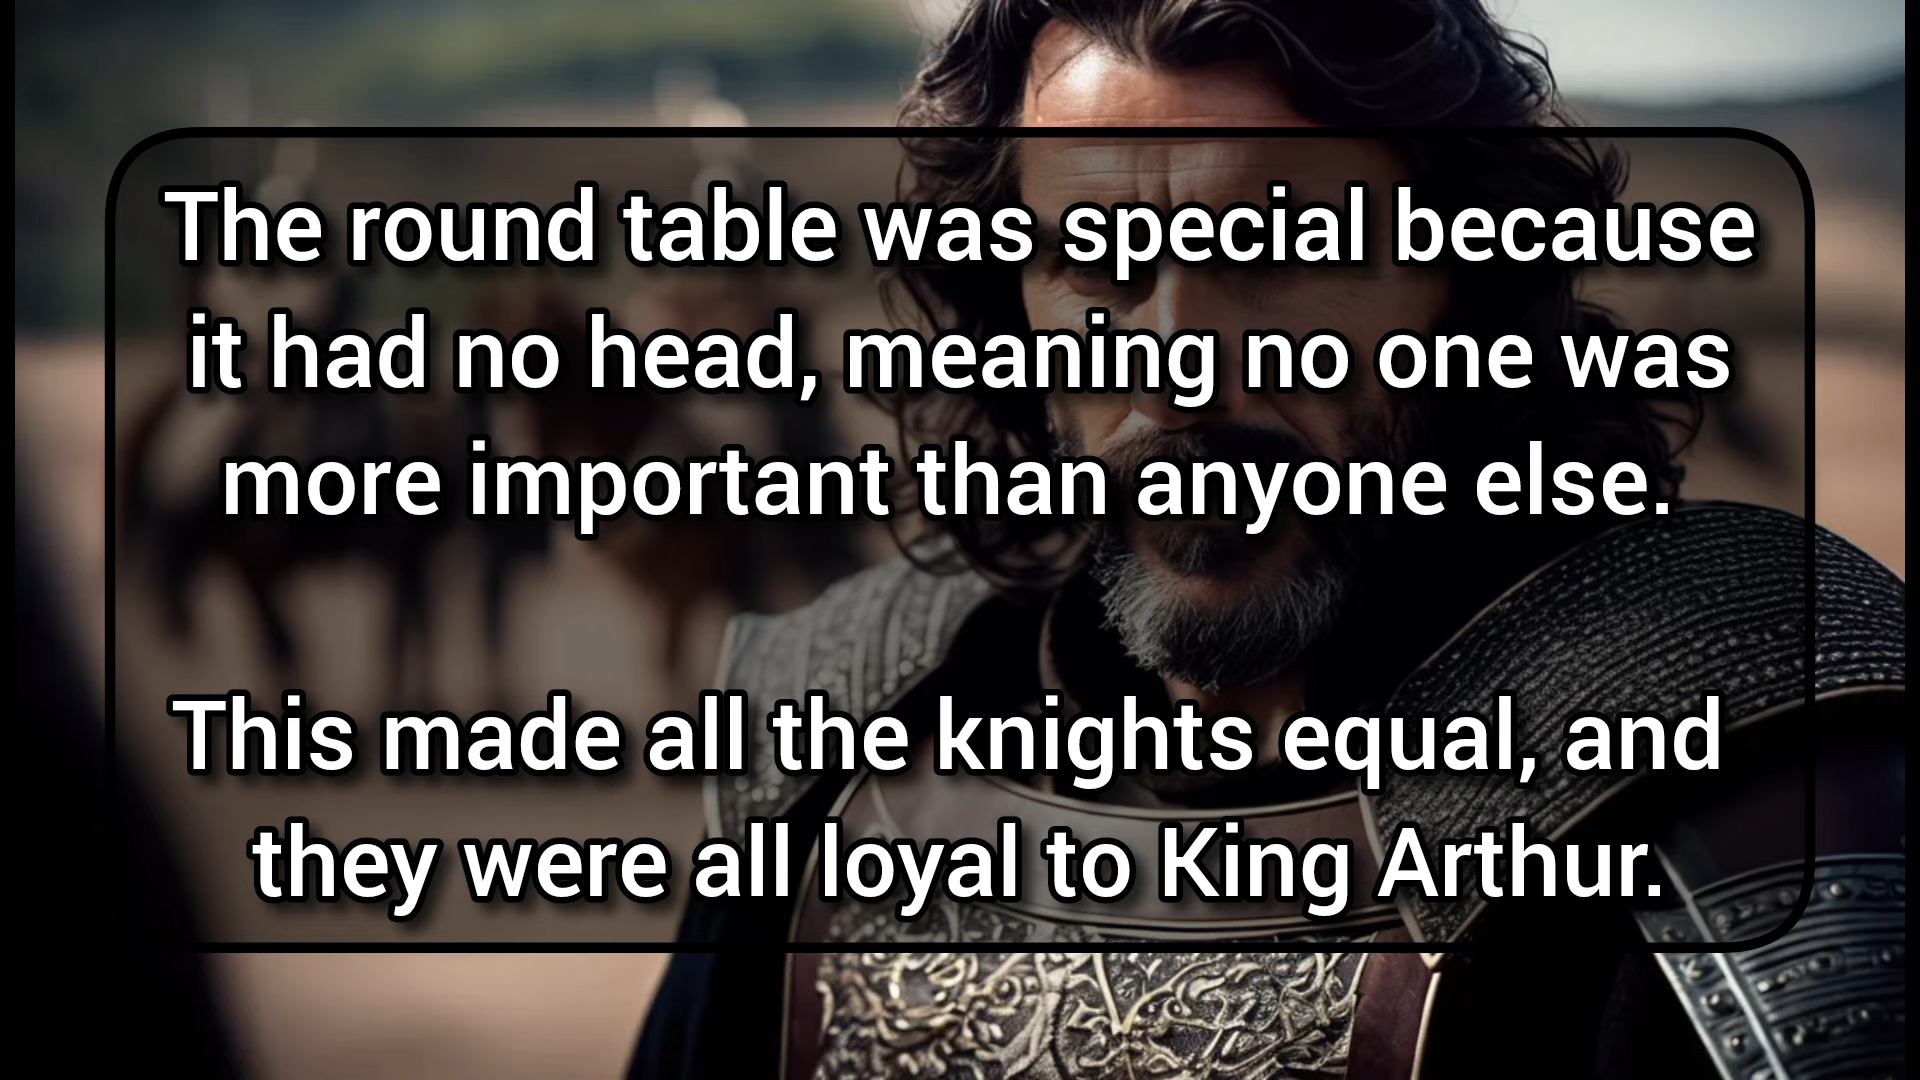 The round table was special because
it had no head, meaning no one was
more important than anyone else.
This made all the knights equal, and
they were all loyal to King Arthur.